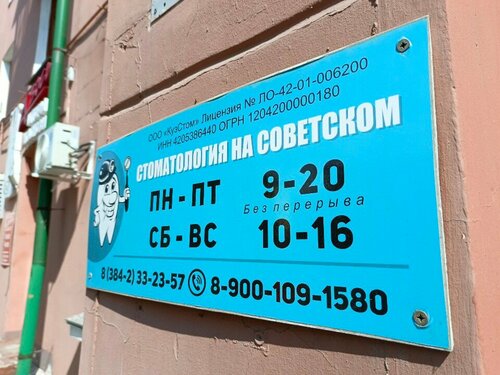 ООО «КузСтом» Лицензия № ЛО-42-01-006200
ИНН 4205386440 ОГРН 1204200000180
СТОМАТОЛОГИЯ НА СОВЕТСКОМ
ПН - ПТ 9-20
Без перерыва
СБ - ВС 10-16
8 (384-2) 33-23-57 8-900-109-1580